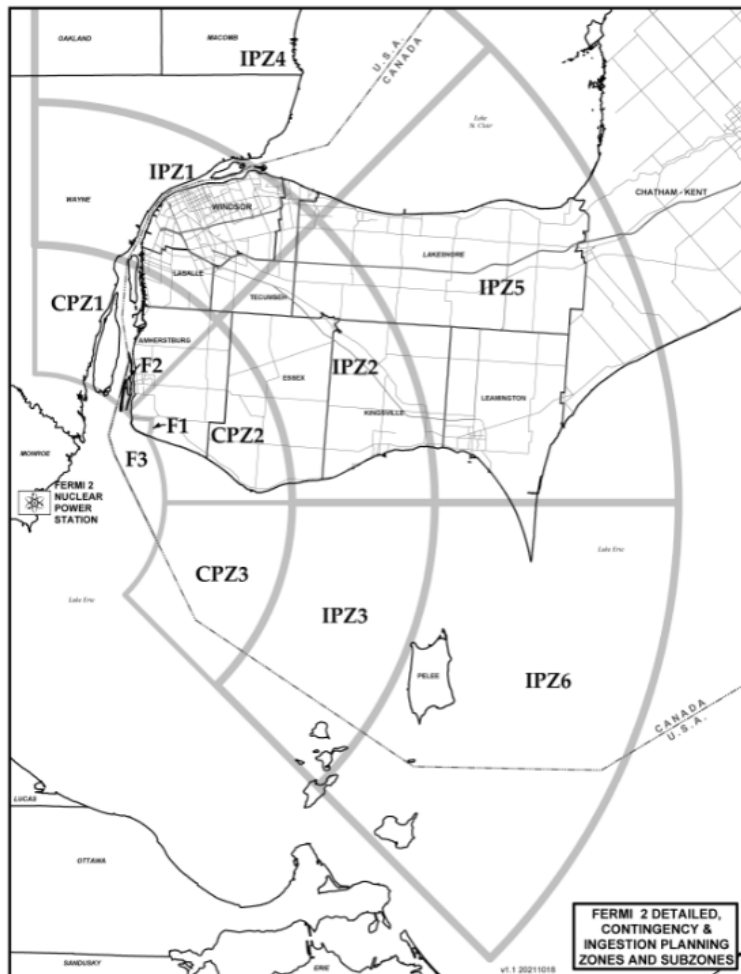 OAKLAND
MACOMB
IPZ4
U.S.A.
CANADA
Lake
St. Clair
IPZ1
WAYNE
WINDSOR
CHATHAM - KENT
LAKESHORE
LASALLE
TECUMSEH
IPZ5
CPZ1
AMHERSTBURG
F2
IPZ2
ESSEX
LEAMINGTON
KINGSVILLE
F1
CPZ2
MONROE
F3
FERMI 2
NUCLEAR
POWER
STATION
Lake Erie
CPZ3
Lake Erie
IPZ3
PELEE
IPZ6
CANADA
U.S.A.
LUCAS
OTTAWA
SANDUSKY
ERIE
v1.1 20211018
FERMI 2 DETAILED,
CONTINGENCY &
INGESTION PLANNING
ZONES AND SUBZONES